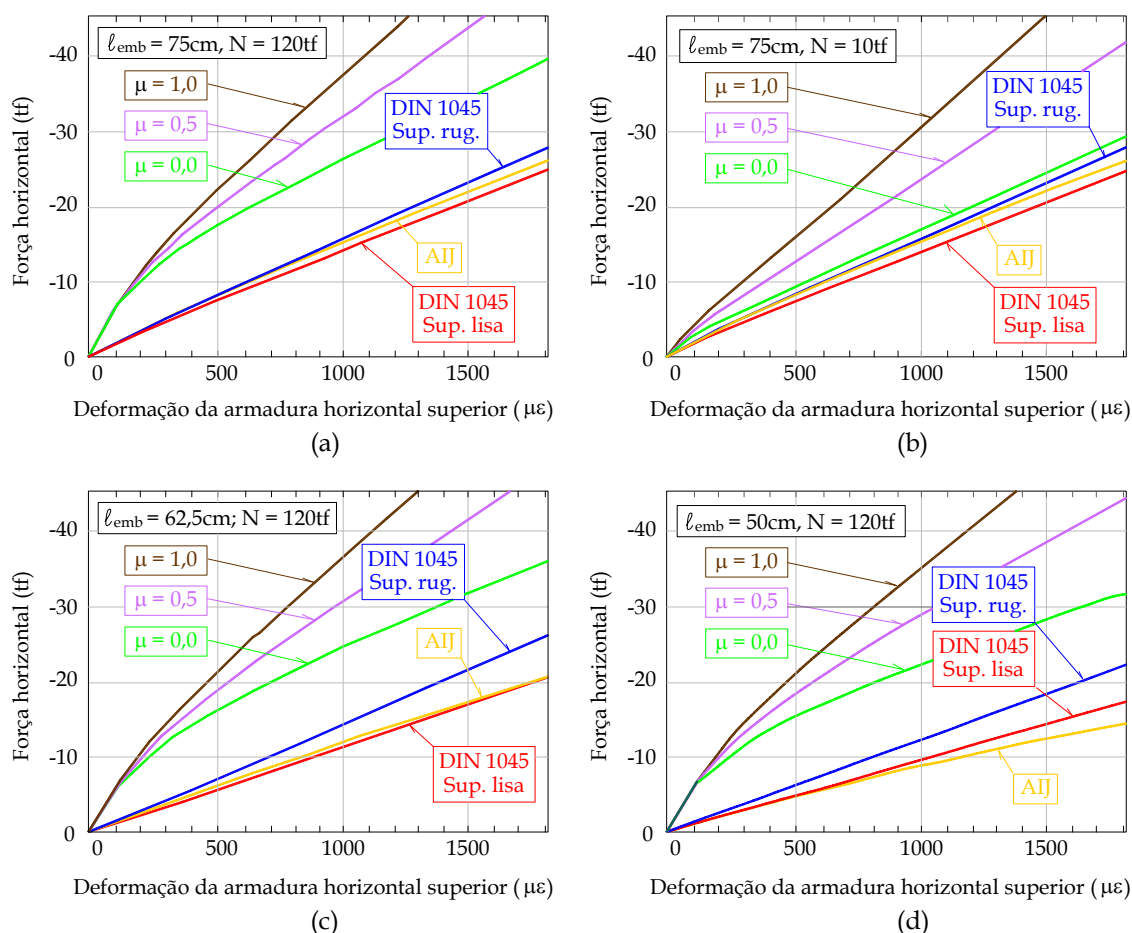 ℓemb = 75cm, N = 120tf
μ = 1,0
μ = 0,5
μ = 0,0
DIN 1045
Sup. rug.
AIJ
DIN 1045
Sup. lisa
Força horizontal (tf)
-40
-30
-20
-10
0
0 500 1000 1500
Deformação da armadura horizontal superior (με)
(a)
ℓemb = 75cm, N = 10tf
μ = 1,0
μ = 0,5
μ = 0,0
DIN 1045
Sup. rug.
AIJ
DIN 1045
Sup. lisa
Força horizontal (tf)
-40
-30
-20
-10
0
0 500 1000 1500
Deformação da armadura horizontal superior (με)
(b)
ℓemb = 62,5cm; N = 120tf
μ = 1,0
μ = 0,5
μ = 0,0
DIN 1045
Sup. rug.
AIJ
DIN 1045
Sup. lisa
Força horizontal (tf)
-40
-30
-20
-10
0
0 500 1000 1500
Deformação da armadura horizontal superior (με)
(c)
ℓemb = 50cm, N = 120tf
μ = 1,0
μ = 0,5
μ = 0,0
DIN 1045
Sup. rug.
DIN 1045
Sup. lisa
AIJ
Força horizontal (tf)
-40
-30
-20
-10
0
0 500 1000 1500
Deformação da armadura horizontal superior (με)
(d)